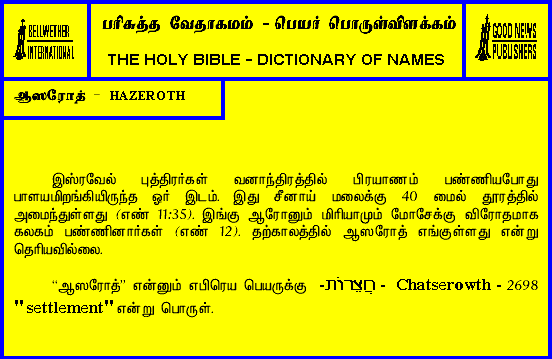 BELLWETHER
INTERNATIONAL
பரிசுத்த வேதாகமம் - பெயர் பொருள்விளக்கம்
THE HOLY BIBLE - DICTIONARY OF NAMES
GOOD NEWS
PUBLISHERS
ஆஸரோத் - HAZEROTH
இஸ்ரவேல் புத்திரர்கள் வனாந்திரத்தில் பிரயாணம் பண்ணியபோது
பாளயமிறங்கியிருந்த ஓர் இடம். இது சீனாய் மலைக்கு 40 மைல் தூரத்தில்
அமைந்துள்ளது (எண் 11:35). இங்கு ஆரோனும் மிரியாமும் மோசேக்கு விரோதமாக
கலகம் பண்ணினார்கள் (எண் 12). தற்காலத்தில் ஆஸரோத் எங்குள்ளது என்று
தெரியவில்லை.
“ஆஸரோத்” என்னும் எபிரெய பெயருக்கு -חֲצֵרוֹת - Chatserowth - 2698
"settlement" என்று பொருள்.